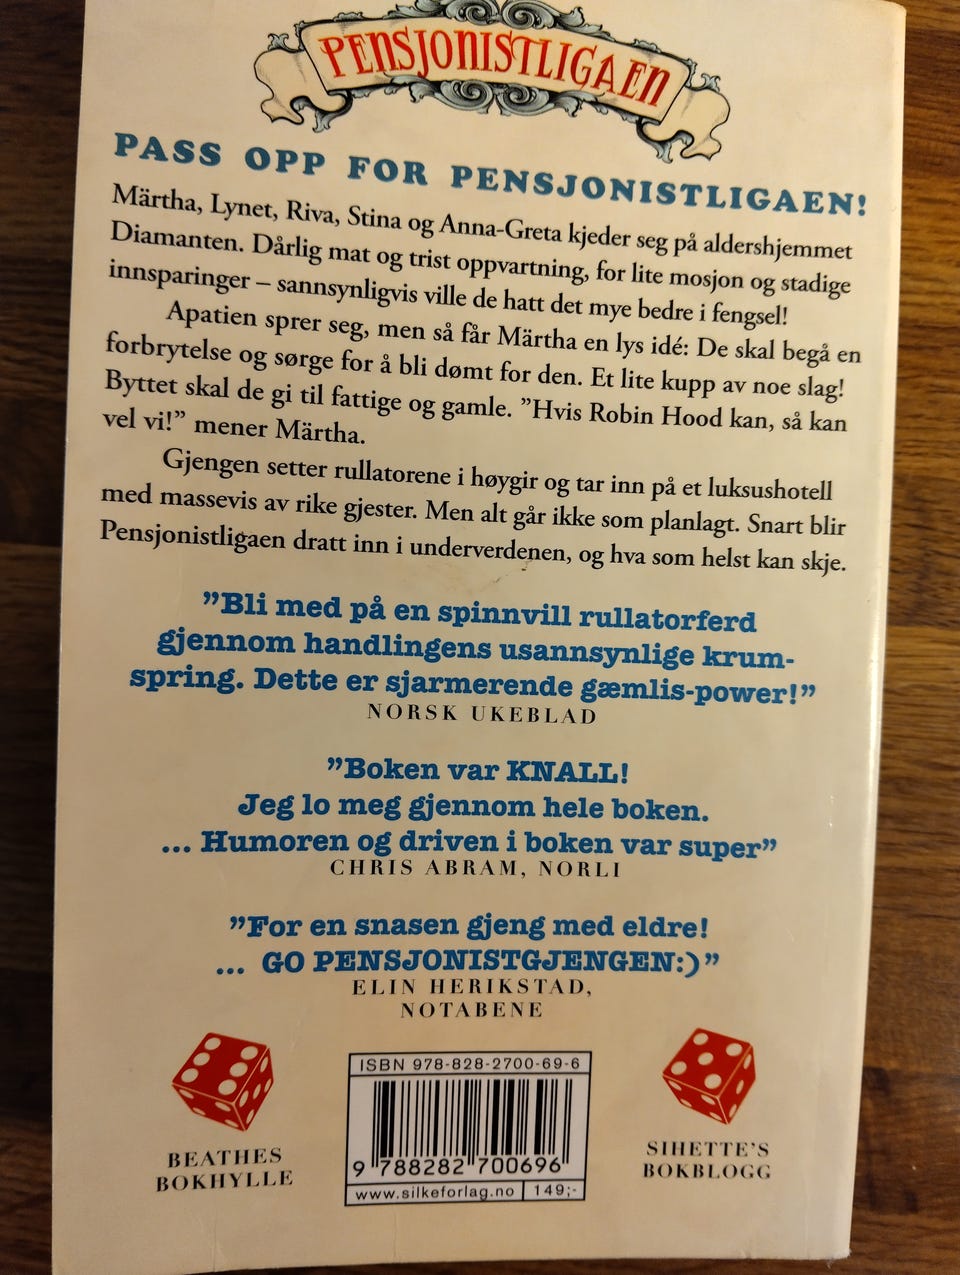 PENSJONISTLIGAEN
PASS OPP FOR PENSJONISTLIGAEN!
Märtha, Lynet, Riva, Stina og Anna-Greta kjeder seg på aldershjemmet
Diamanten. Dårlig mat og trist oppvartning, for lite mosjon og stadige
innsparinger – sannsynligvis ville de hatt det mye bedre i fengsel!
Apatien sprer seg, men så får Märtha en lys idé: De skal begå en
forbrytelse og sørge for å bli dømt for den. Et lite kupp av noe slag!
Byttet skal de gi til fattige og gamle. ”Hvis Robin Hood kan, så kan
vel vi!” mener Märtha.
Gjengen setter rullatorene i høygir og tar inn på et luksushotell
med massevis av rike gjester. Men alt går ikke som planlagt. Snart blir
Pensjonistligaen dratt inn i underverdenen, og hva som helst kan skje.
”Bli med på en spinnvill rullatorferd
gjennom handlingens usannsynlige krum-
spring. Dette er sjarmerende gæmlis-power!”
NORSK UKEBLAD
”Boken var KNALL!
Jeg lo meg gjennom hele boken.
... Humoren og driven i boken var super”
CHRIS ABRAM, NORLI
”For en snasen gjeng med eldre!
... GO PENSJONISTGJENGEN:)”
ELIN HERIKSTAD,
NOTABENE
BEATHES
BOKHYLLE
ISBN 978-828-2700-69-6
9 788282 700696
www.silkeforlag.no 149;-
SIHETTE’S
BOKBLOGG